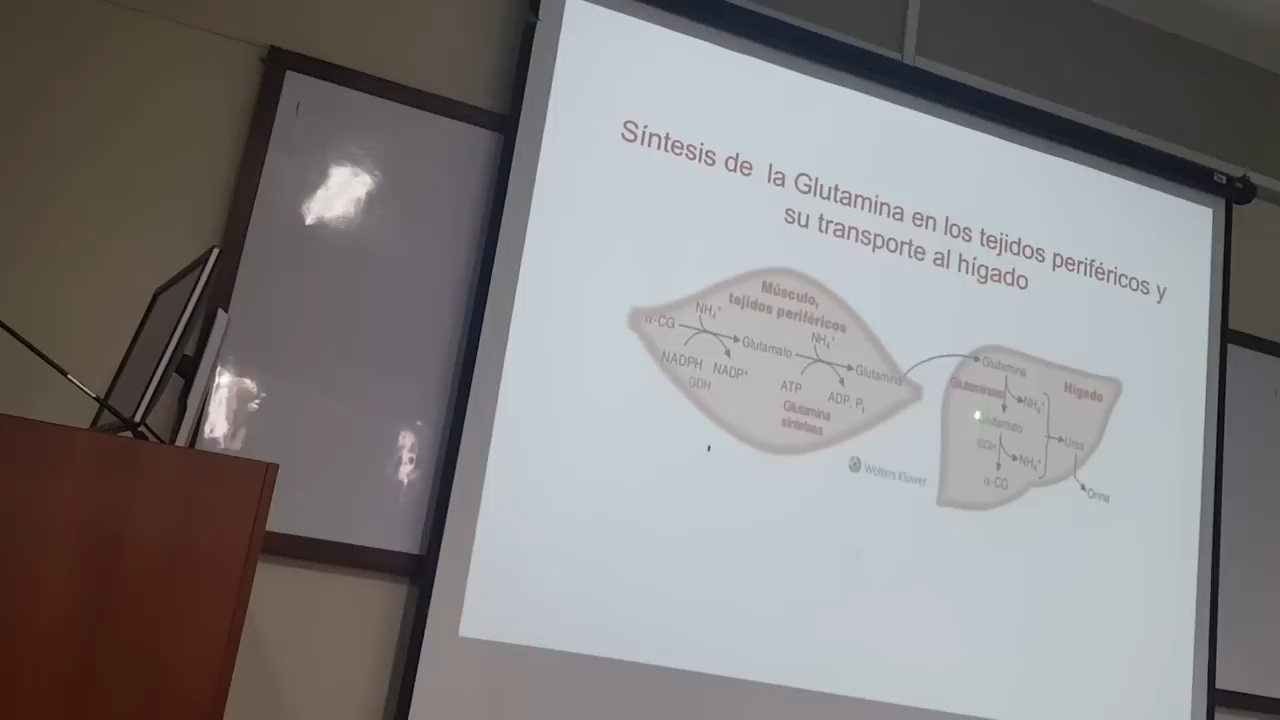 Síntesis de la Glutamina en los tejidos periféricos y
su transporte al hígado
Músculo,
tejidos periféricos
α-CG
NH₄⁺
Glutamato
NH₄⁺
Glutamina
NADPH
NADP⁺
GDH
ATP
ADP, Pᵢ
Glutamina
sintetasa
Hígado
Glutamina
Glutaminasa
NH₄⁺
Glutamato
GDH
NH₄⁺
α-CG
Urea
Orina
Wolters Kluwer